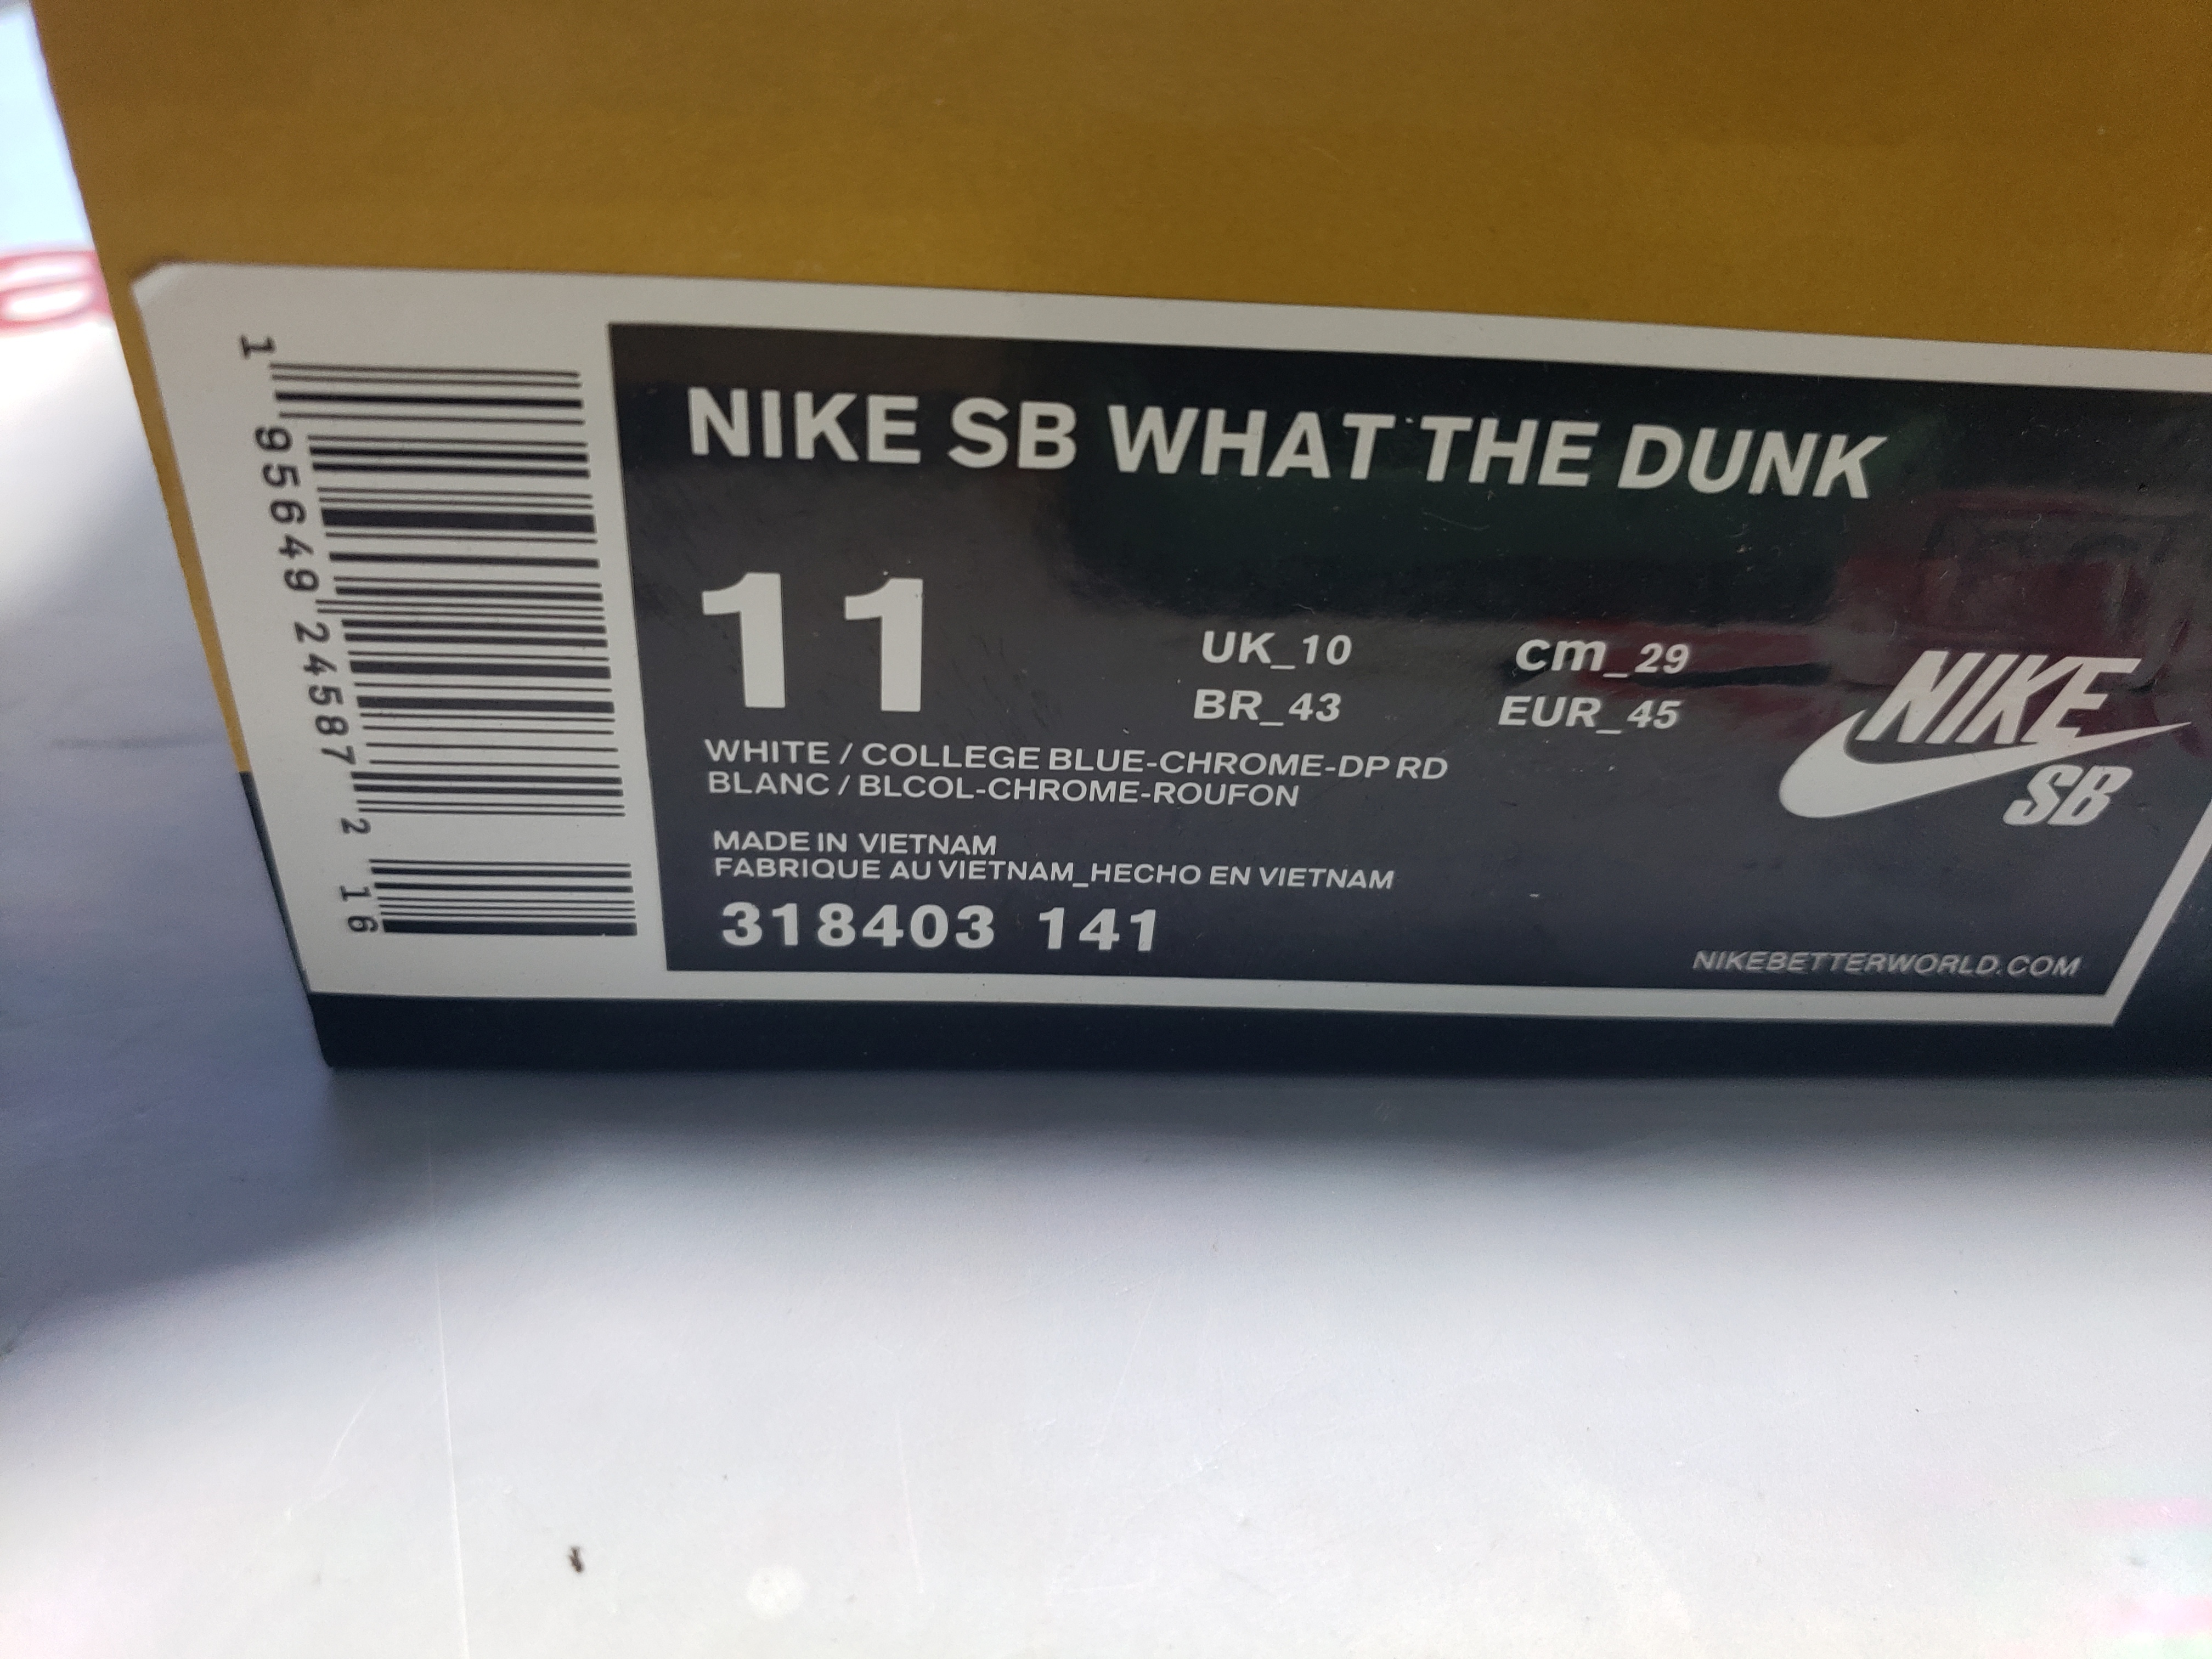 1 95649 24587 2 16
NIKE SB WHAT THE DUNK
11
UK_10 cm_29
BR_43 EUR_45
WHITE / COLLEGE BLUE-CHROME-DP RD
BLANC / BLCOL-CHROME-ROUFON
MADE IN VIETNAM
FABRIQUE AU VIETNAM_HECHO EN VIETNAM
318403 141
NIKE
SB
NIKEBETTERWORLD.COM
a